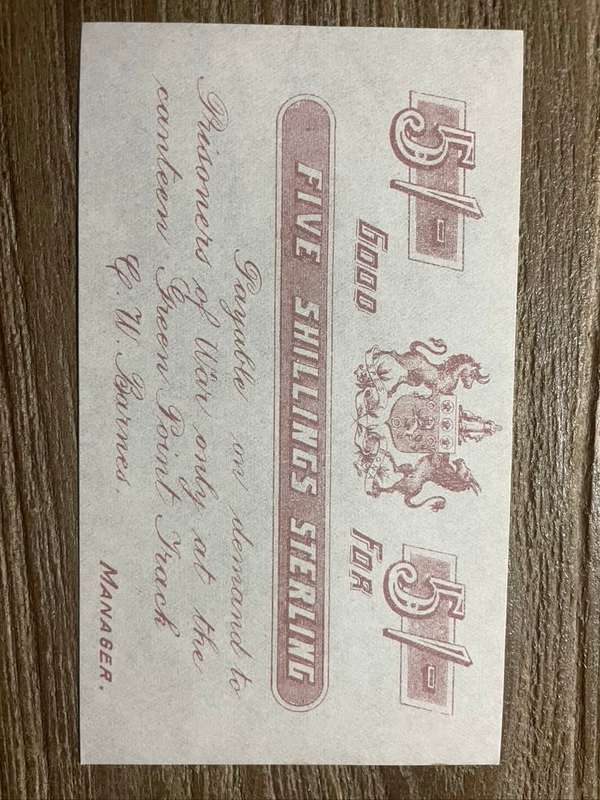 5/- 5/-
GOOD FOR
FIVE SHILLINGS STERLING
Payable on demand to
Prisoners of War only at the
canteen Green Point Track
C. W. Barnes.
MANAGER.